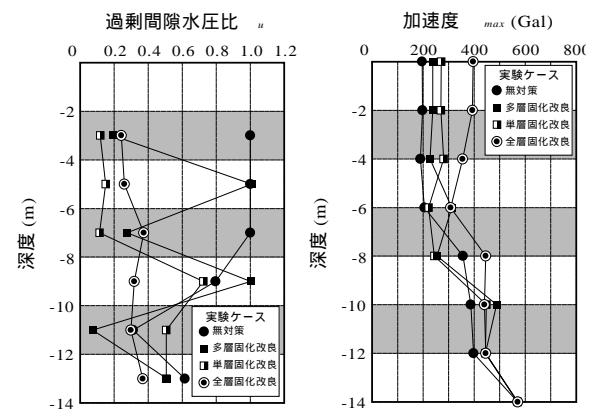 過剰間隙水圧比 u
0 0.2 0.4 0.6 0.8 1.0 1.2
-2
-4
-6
-8
-10
-12
-14
深度 (m)
実験ケース
無対策
多層固化改良
単層固化改良
全層固化改良
加速度 max (Gal)
0 200 400 600 800
-2
-4
-6
-8
-10
-12
-14
深度 (m)
実験ケース
無対策
多層固化改良
単層固化改良
全層固化改良